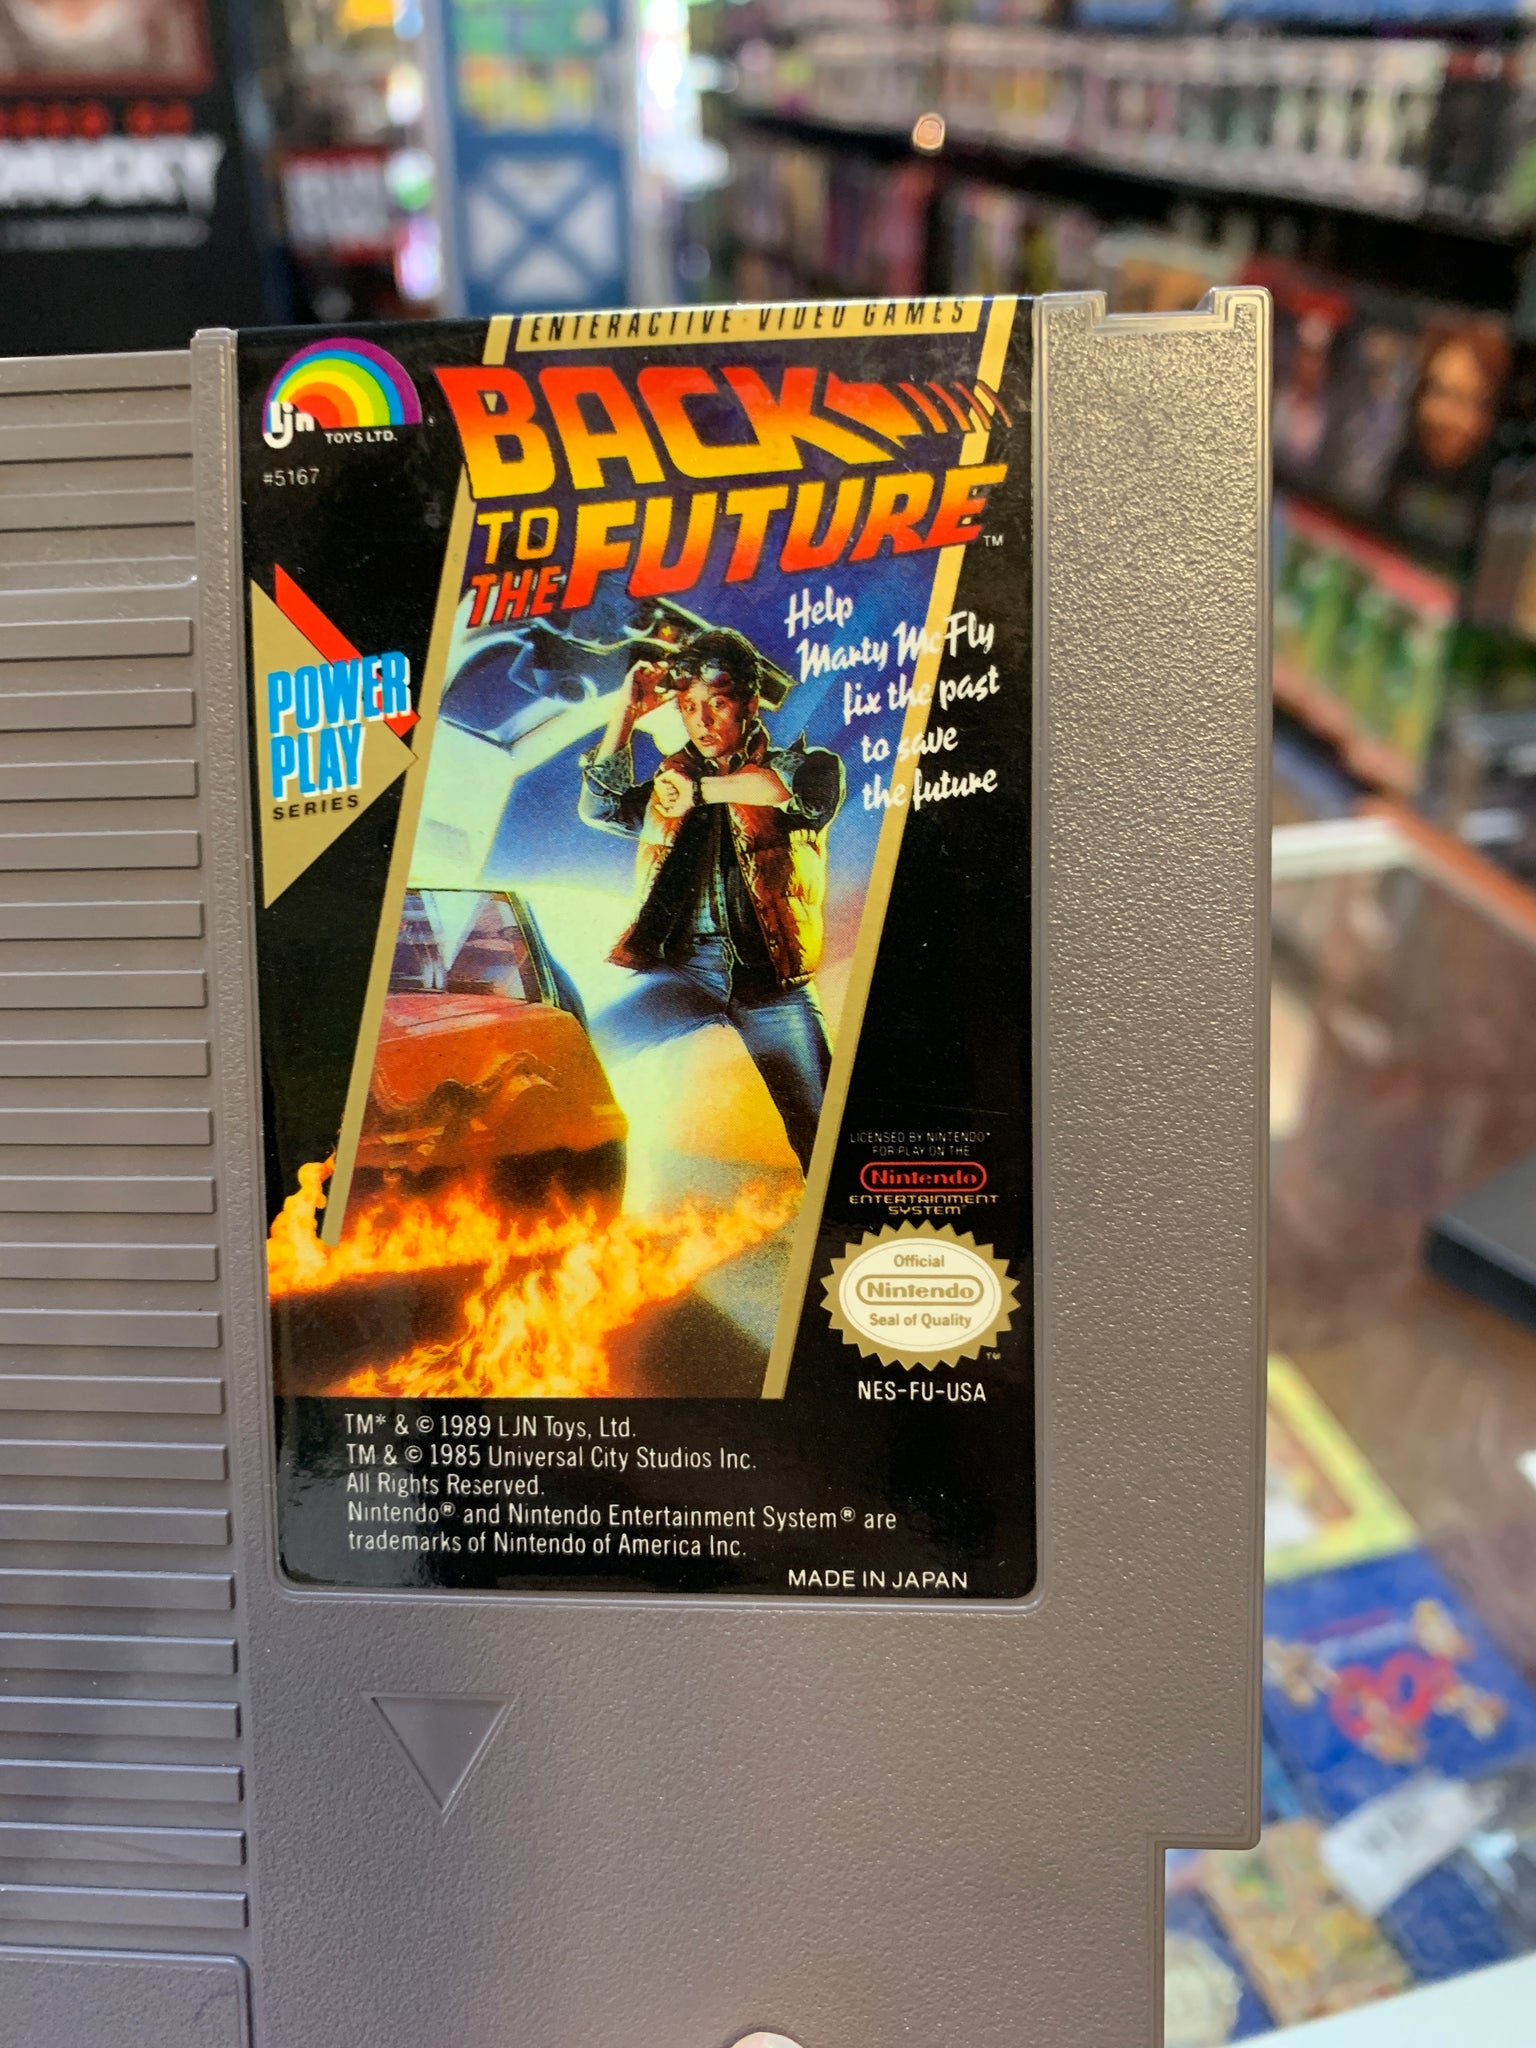 ENTERACTIVE · VIDEO GAMES
ljn
TOYS LTD.
#5167
BACK
TO THE FUTURE™
Help
Marty McFly
fix the past
to save
the future
POWER
PLAY
SERIES
LICENSED BY NINTENDO®
FOR PLAY ON THE
Nintendo
ENTERTAINMENT
SYSTEM®
Official
Nintendo
Seal of Quality
TM
NES-FU-USA
TM* & © 1989 LJN Toys, Ltd.
TM & © 1985 Universal City Studios Inc.
All Rights Reserved.
Nintendo® and Nintendo Entertainment System® are
trademarks of Nintendo of America Inc.
MADE IN JAPAN